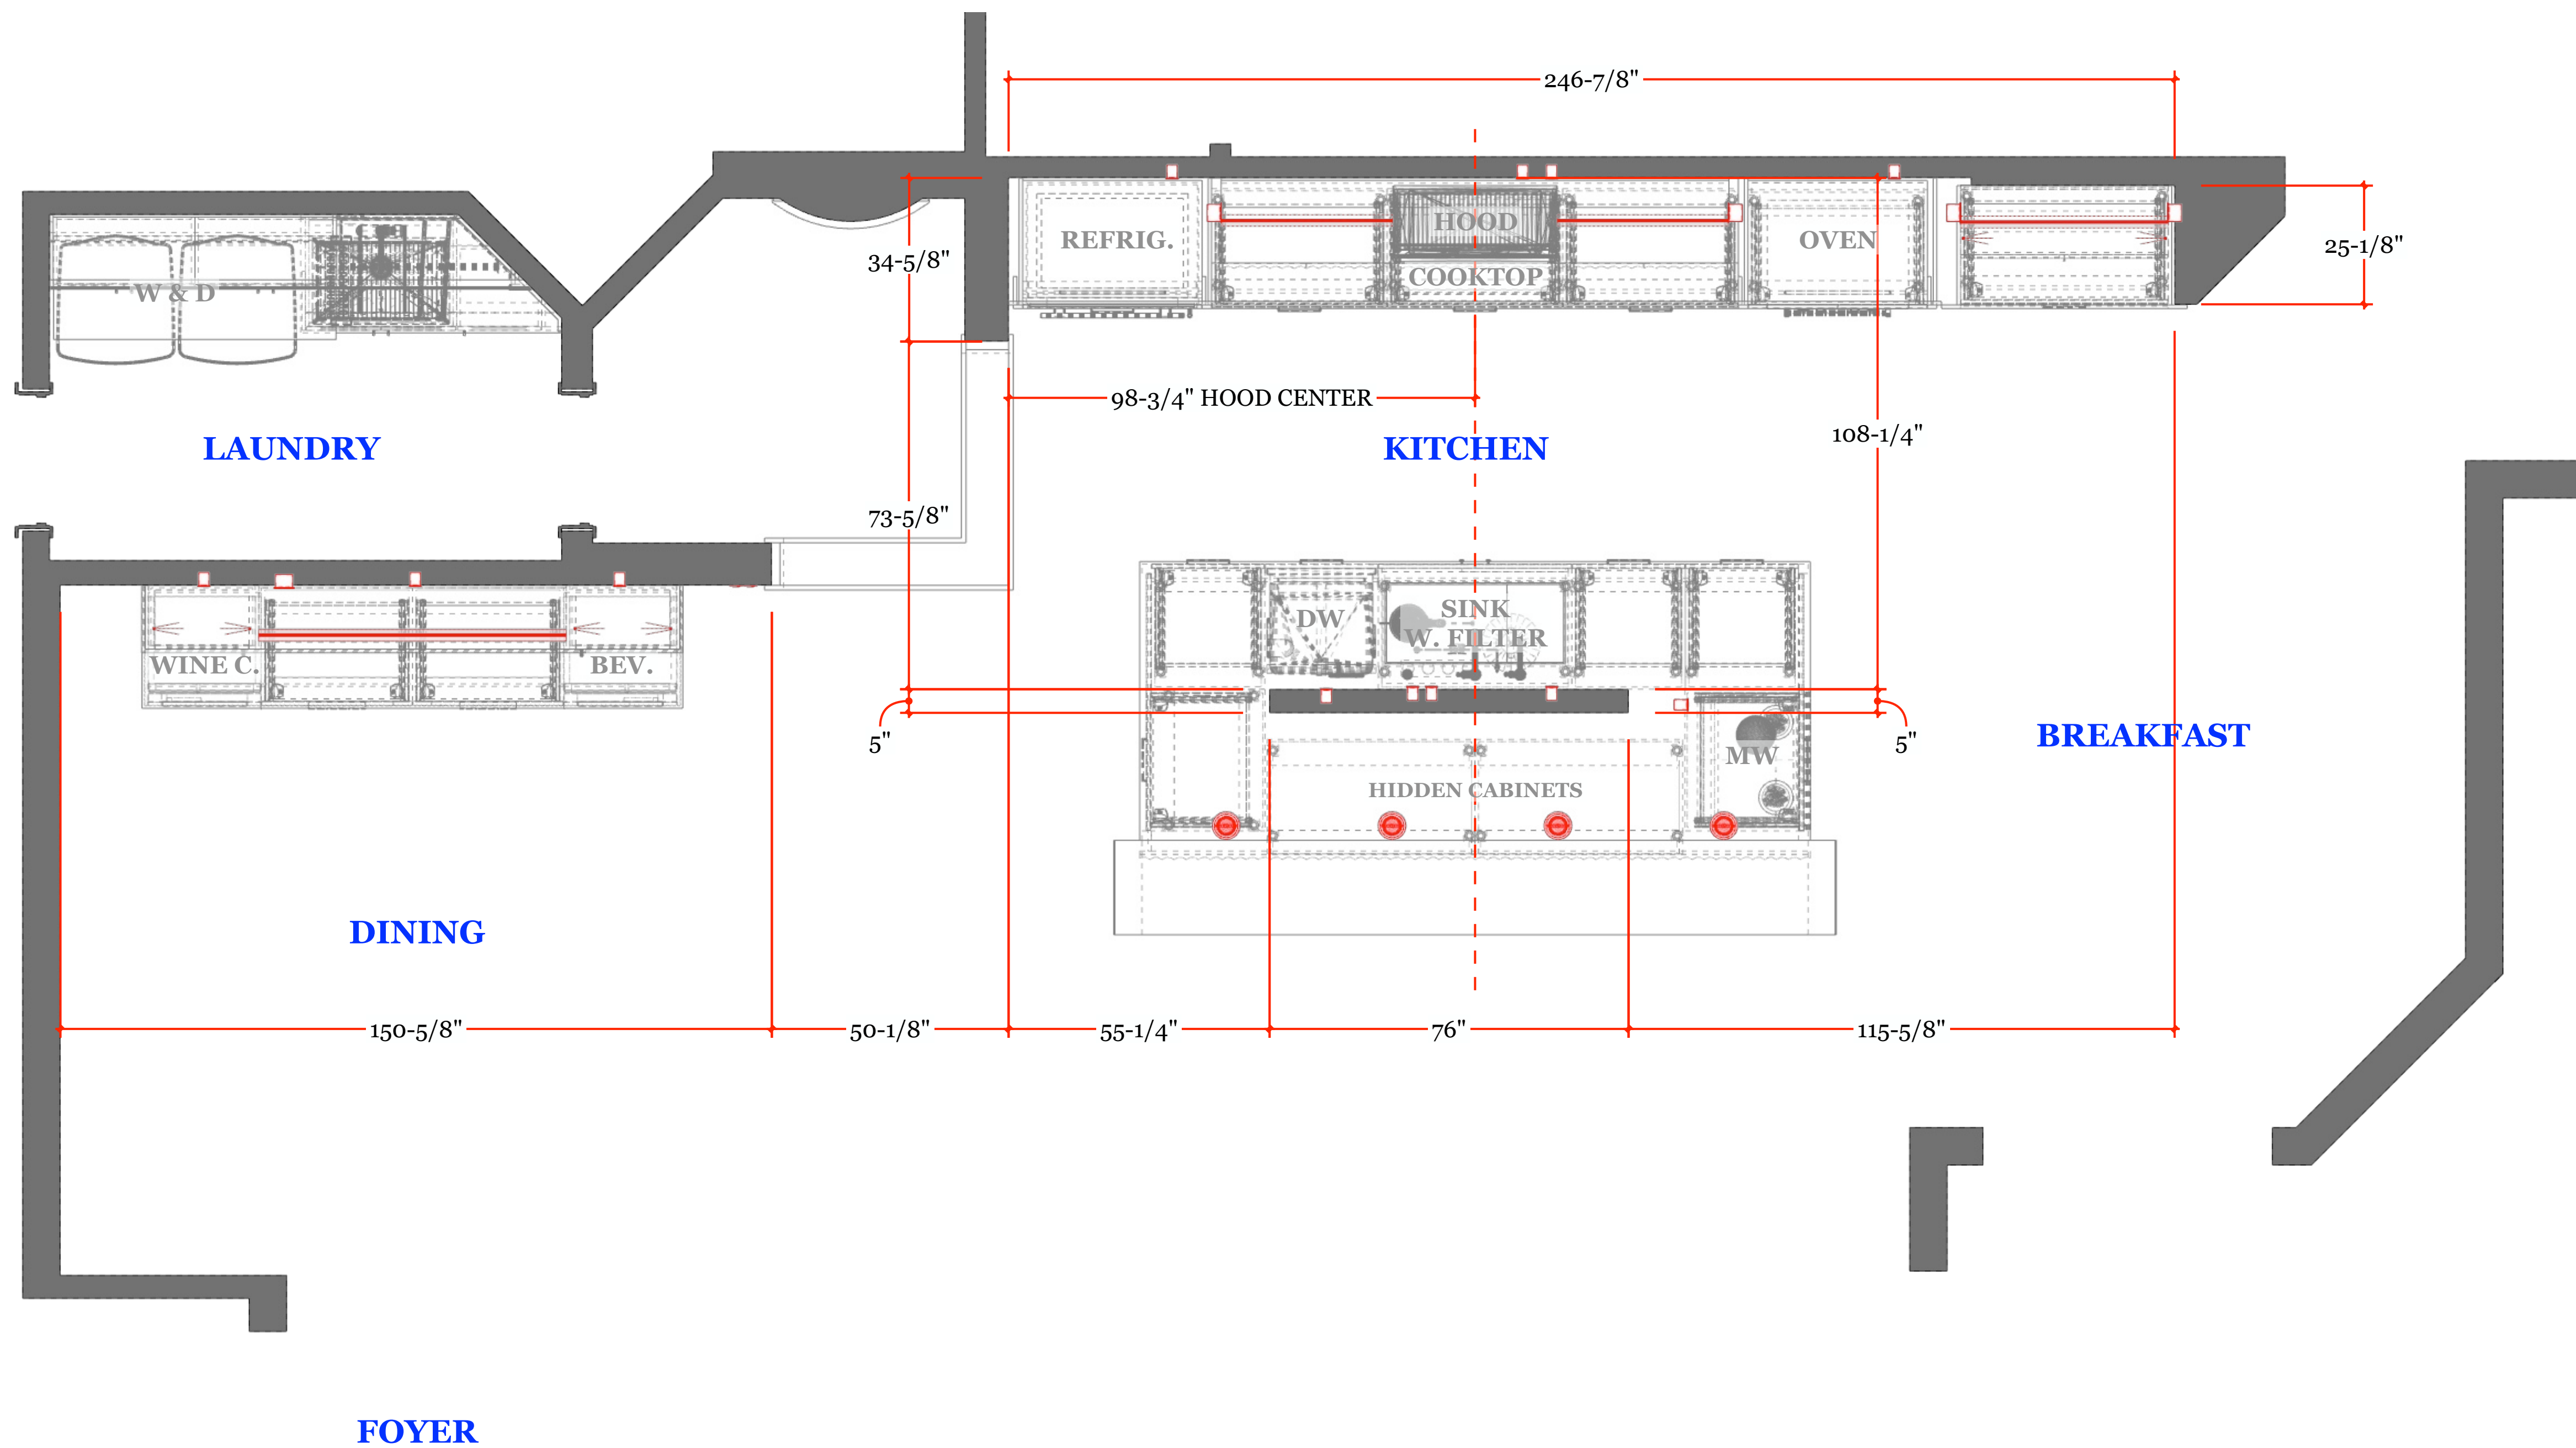 246-7/8"
HOOD
REFRIG.
OVEN
25-1/8"
34-5/8"
COOKTOP
W & D
98-3/4" HOOD CENTER
108-1/4"
LAUNDRY
KITCHEN
73-5/8"
SINK
DW
W. FILTER
WINE C.
BEV.
5"
5"
BREAKFAST
MW
HIDDEN CABINETS
DINING
150-5/8"
50-1/8"
55-1/4"
76"
115-5/8"
FOYER